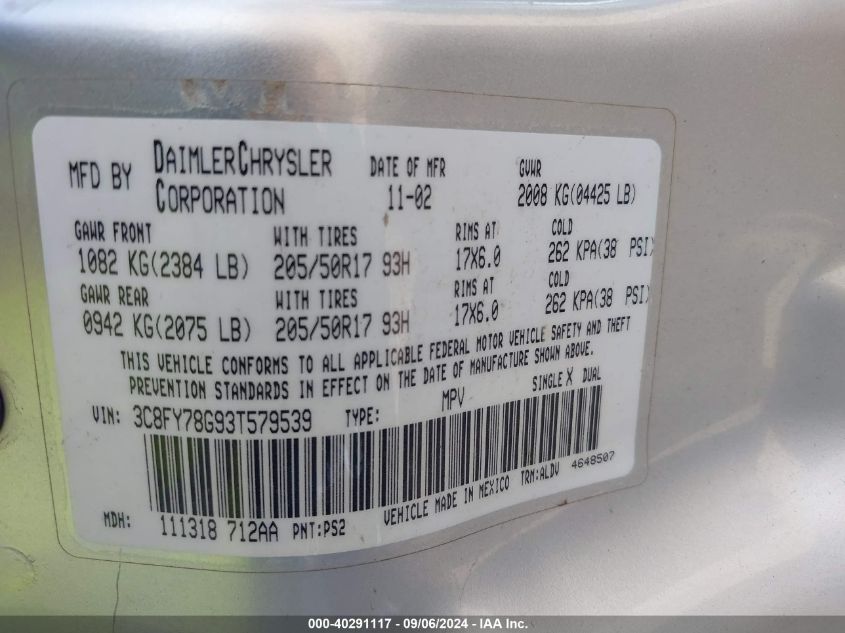 MFD BY DAIMLERCHRYSLER CORPORATION DATE OF MFR 11-02 GVWR 2008 KG(04425 LB)
GAWR FRONT WITH TIRES RIMS AT COLD
1082 KG(2384 LB) 205/50R17 93H 17X6.0 262 KPA(38 PSI)
GAWR REAR WITH TIRES RIMS AT COLD
0942 KG(2075 LB) 205/50R17 93H 17X6.0 262 KPA(38 PSI)
THIS VEHICLE CONFORMS TO ALL APPLICABLE FEDERAL MOTOR VEHICLE SAFETY AND THEFT
PREVENTION STANDARDS IN EFFECT ON THE DATE OF MANUFACTURE SHOWN ABOVE.
VIN: 3C8FY78G93T579539 TYPE: MPV SINGLE X DUAL
MDH: 111318 712AA PNT:PS2 VEHICLE MADE IN MEXICO TRM:ALDV 4648507
000-40291117 - 09/06/2024 - IAA Inc.